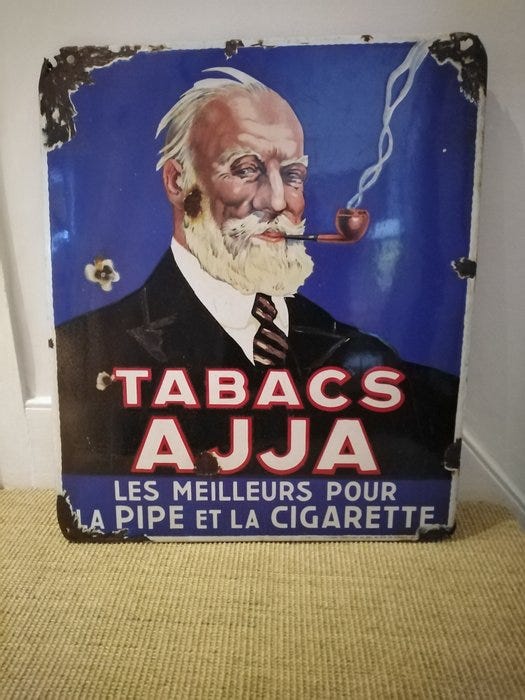 TABACS
AJJA
LES MEILLEURS POUR
LA PIPE ET LA CIGARETTE